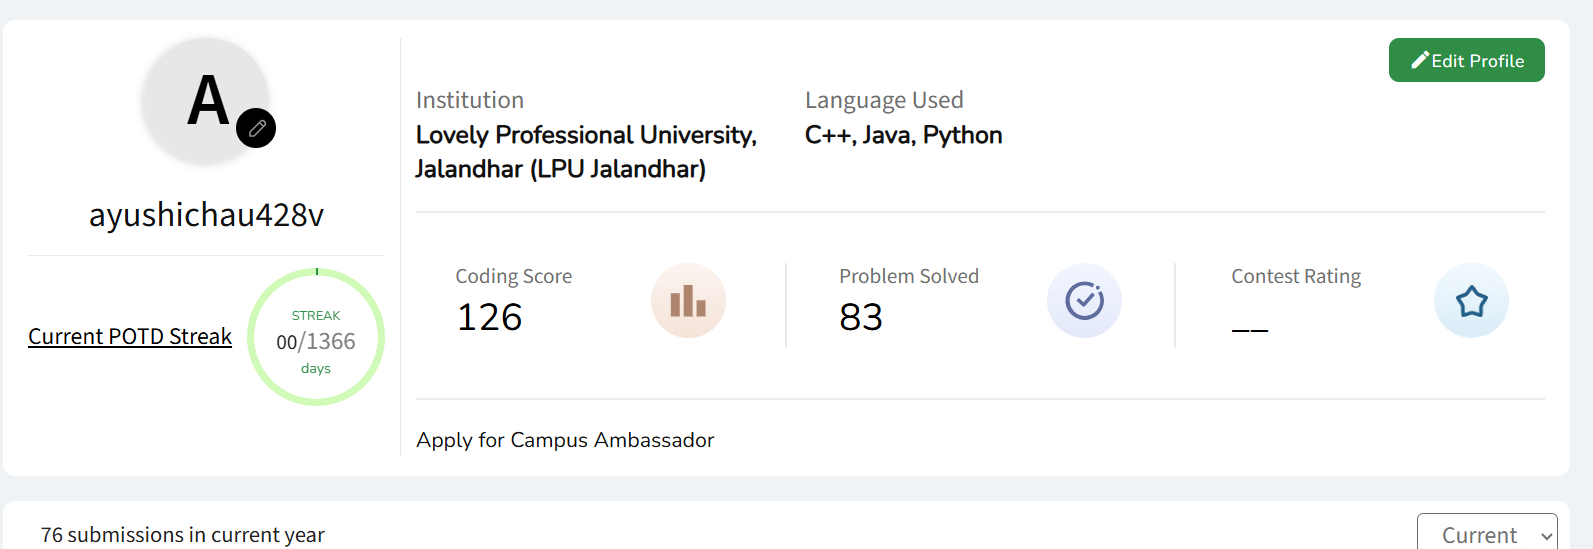 A
ayushichau428v
Current POTD Streak
STREAK
00/1366
days
Edit Profile
Institution
Lovely Professional University,
Jalandhar (LPU Jalandhar)
Language Used
C++, Java, Python
Coding Score
126
Problem Solved
83
Contest Rating
__
Apply for Campus Ambassador
76 submissions in current year
Current